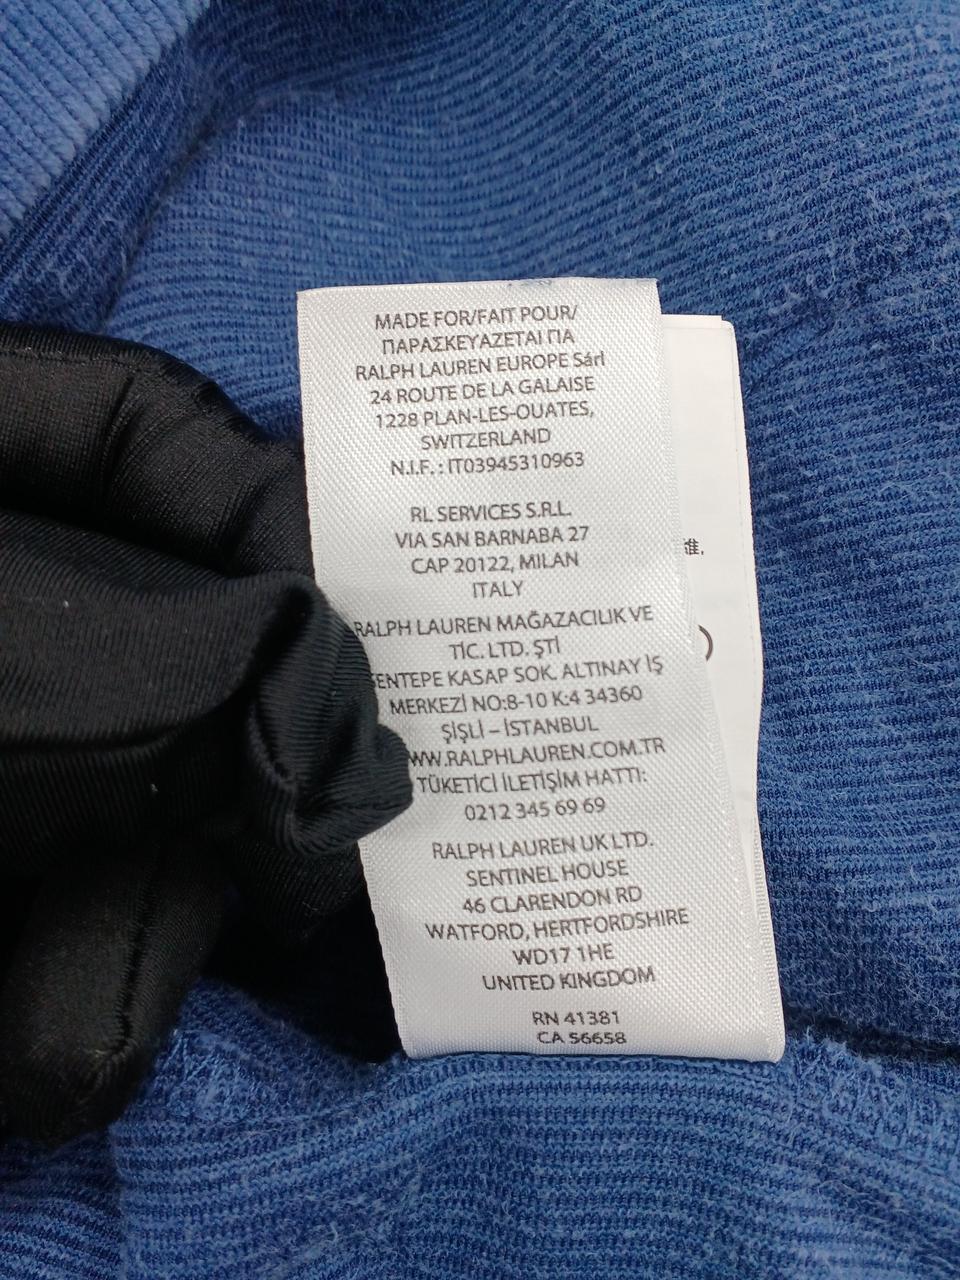 MADE FOR/FAIT POUR/
ΠΑΡΑΣΚΕΥΑΖΕΤΑΙ ΓΙΑ
RALPH LAUREN EUROPE Sárl
24 ROUTE DE LA GALAISE
1228 PLAN-LES-OUATES,
SWITZERLAND
N.I.F. : IT03945310963
RL SERVICES S.R.L.
VIA SAN BARNABA 27
CAP 20122, MILAN
ITALY
RALPH LAUREN MAĞAZACILIK VE
TİC. LTD. ŞTİ
KASAP SOK. ALTINAY İŞ
MERKEZİ NO:8-10 K:4 34360
ŞİŞLİ – İSTANBUL
WW.RALPHLAUREN.COM.TR
TÜKETİCİ İLETİŞİM HATTI:
0212 345 69 69
RALPH LAUREN UK LTD.
SENTINEL HOUSE
46 CLARENDON RD
WATFORD, HERTFORDSHIRE
WD17 1HE
UNITED KINGDOM
RN 41381
CA 56658